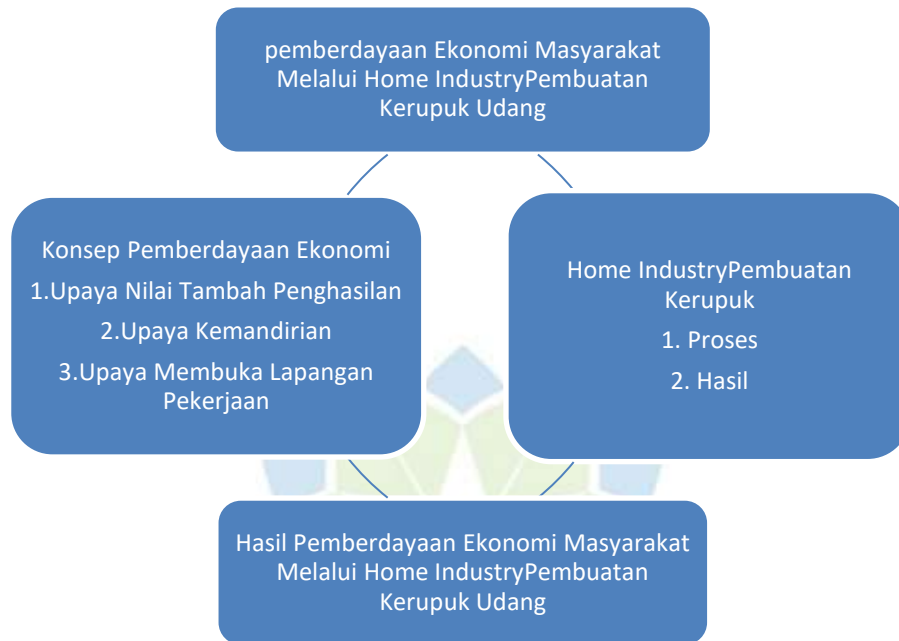 pemberdayaan Ekonomi Masyarakat
Melalui Home IndustryPembuatan
Kerupuk Udang
Konsep Pemberdayaan Ekonomi
1.Upaya Nilai Tambah Penghasilan
2.Upaya Kemandirian
3.Upaya Membuka Lapangan
Pekerjaan
Home IndustryPembuatan
Kerupuk
1. Proses
2. Hasil
Hasil Pemberdayaan Ekonomi Masyarakat
Melalui Home IndustryPembuatan
Kerupuk Udang